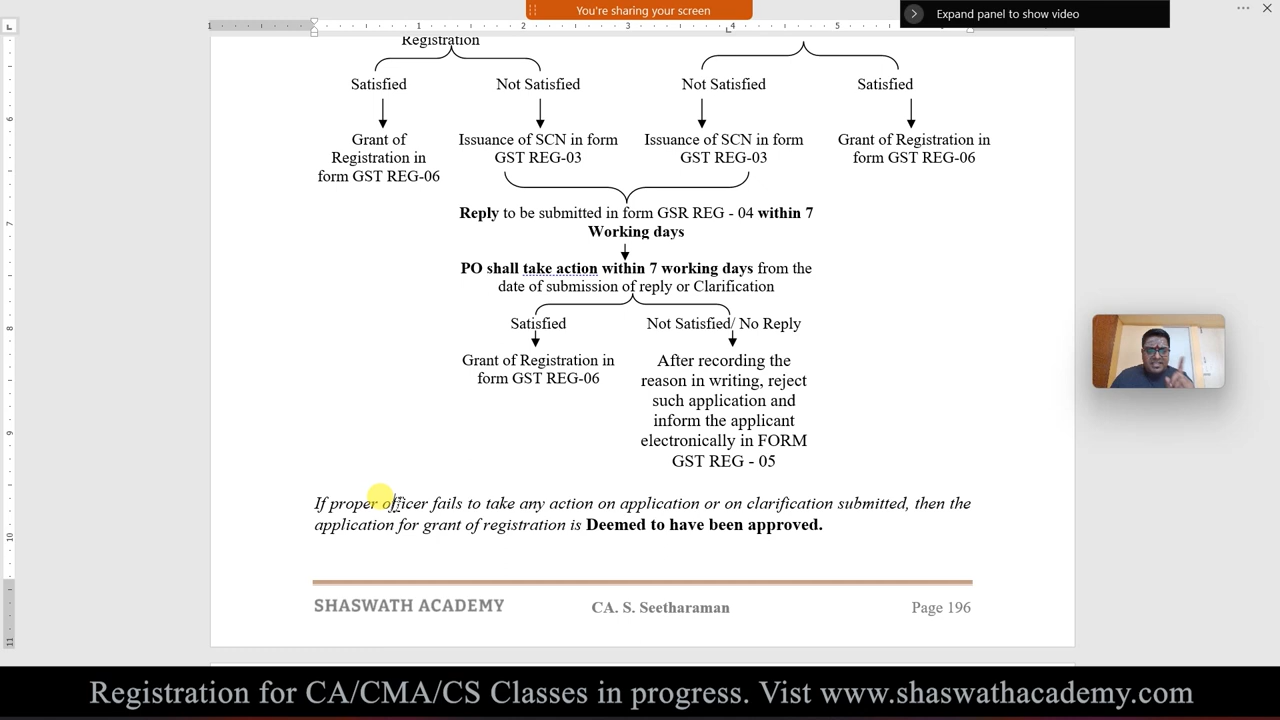 You're sharing your screen
Expand panel to show video
Registration
Satisfied
Not Satisfied
Not Satisfied
Satisfied
Grant of
Registration in
form GST REG-06
Issuance of SCN in form
GST REG-03
Issuance of SCN in form
GST REG-03
Grant of Registration in
form GST REG-06
Reply to be submitted in form GSR REG - 04 within 7
Working days
PO shall take action within 7 working days from the
date of submission of reply or Clarification
Satisfied
Not Satisfied/ No Reply
Grant of Registration in
form GST REG-06
After recording the
reason in writing, reject
such application and
inform the applicant
electronically in FORM
GST REG - 05
If proper officer fails to take any action on application or on clarification submitted, then the
application for grant of registration is Deemed to have been approved.
SHASWATH ACADEMY
CA. S. Seetharaman
Page 196
Registration for CA/CMA/CS Classes in progress. Vist www.shaswathacademy.com